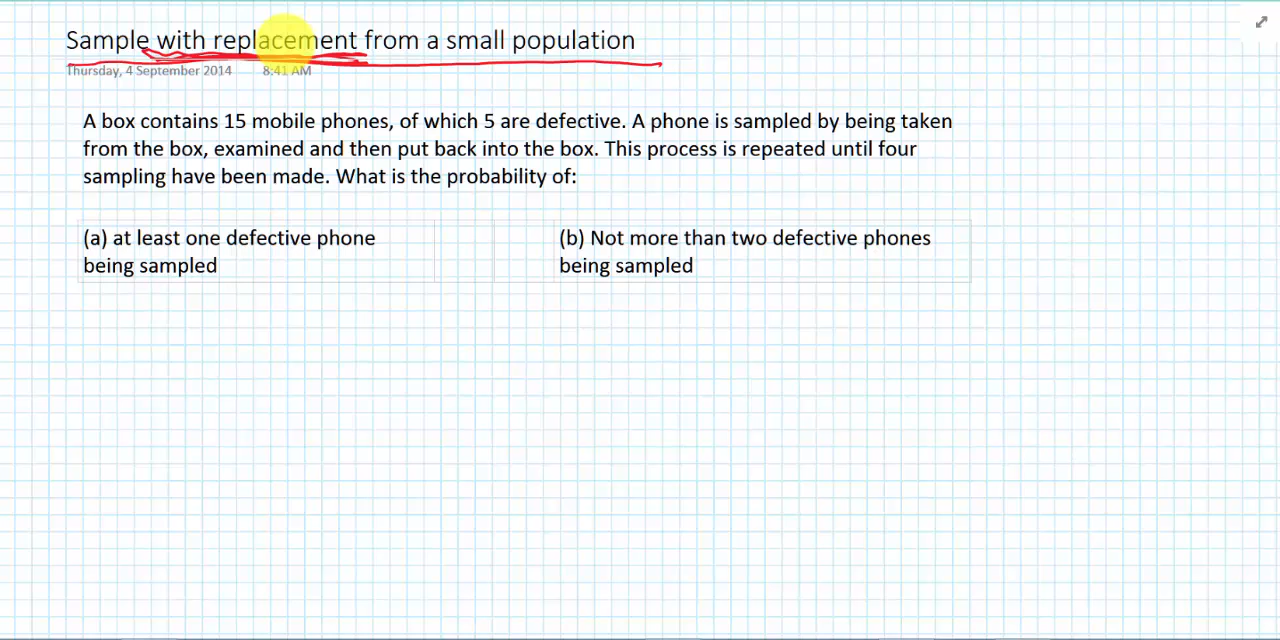 Sample with replacement from a small population
Thursday, 4 September 2014 8:41 AM
A box contains 15 mobile phones, of which 5 are defective. A phone is sampled by being taken
from the box, examined and then put back into the box. This process is repeated until four
sampling have been made. What is the probability of:
(a) at least one defective phone
being sampled
(b) Not more than two defective phones
being sampled